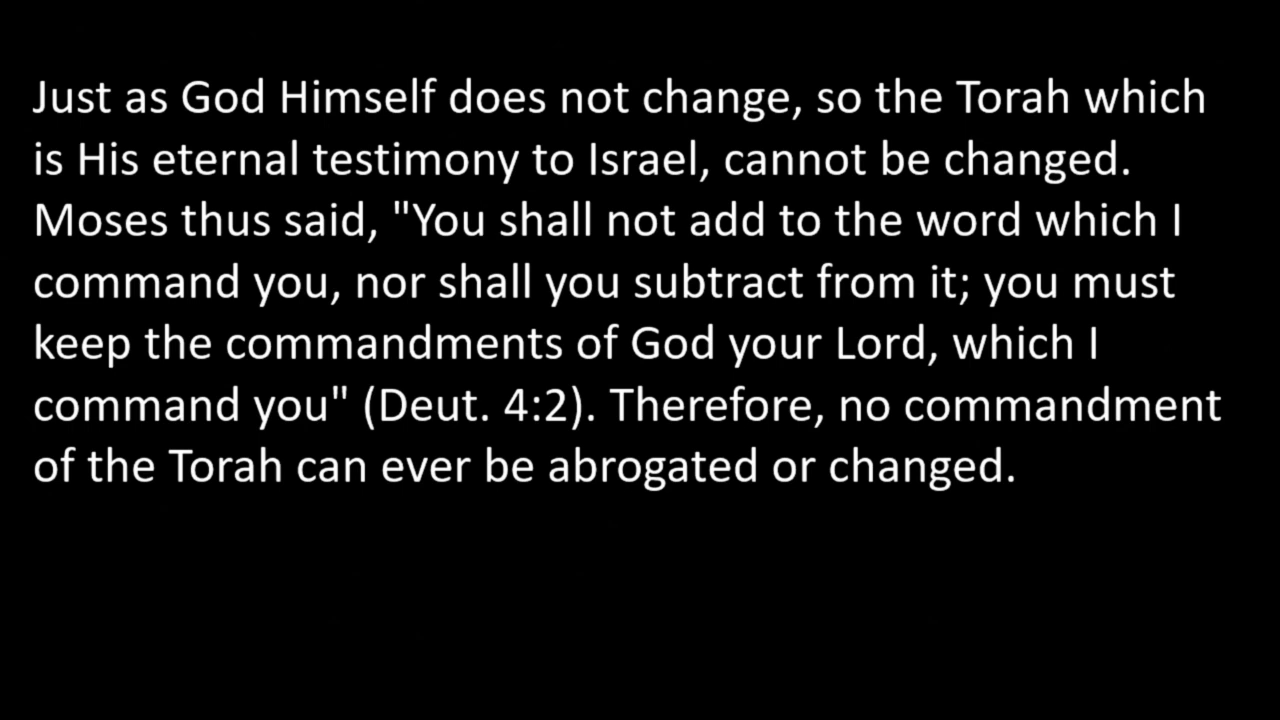 Just as God Himself does not change, so the Torah which
is His eternal testimony to Israel, cannot be changed.
Moses thus said, "You shall not add to the word which I
command you, nor shall you subtract from it; you must
keep the commandments of God your Lord, which I
command you" (Deut. 4:2). Therefore, no commandment
of the Torah can ever be abrogated or changed.